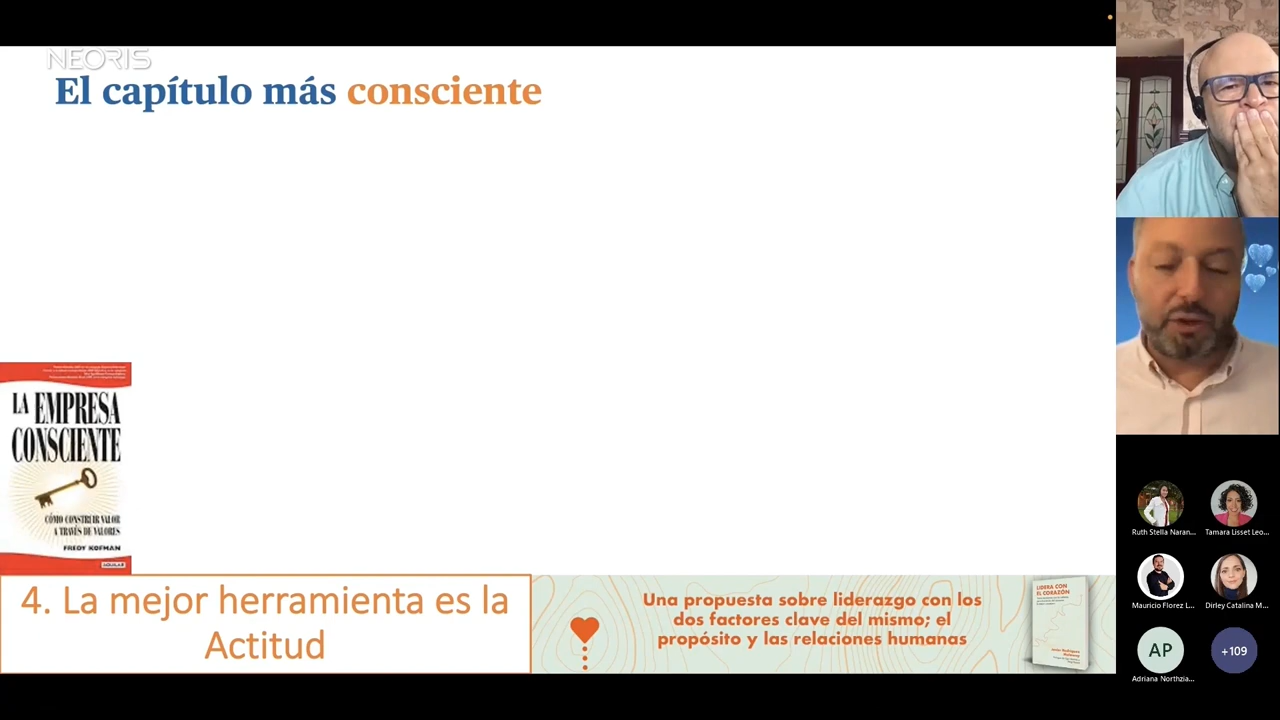 NEORIS
El capítulo más consciente
LA EMPRESA
CONSCIENTE
CÓMO CONSTRUIR VALOR
A TRAVÉS DE VALORES
FREDY KOFMAN
AGUILAR
4. La mejor herramienta es la
Actitud
Una propuesta sobre liderazgo con los
dos factores clave del mismo; el
propósito y las relaciones humanas
LIDERA CON
EL CORAZÓN
Ruth Stella Naran...
Tamara Lisset Leo...
Mauricio Florez L...
Dirley Catalina M...
AP
+109
Adriana Northzia...